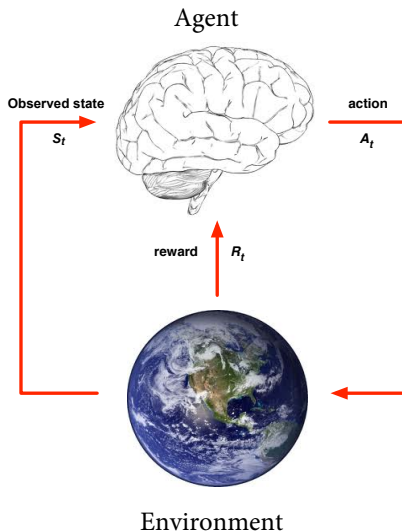 Agent
Observed state
S_t
action
A_t
reward
R_t
Environment